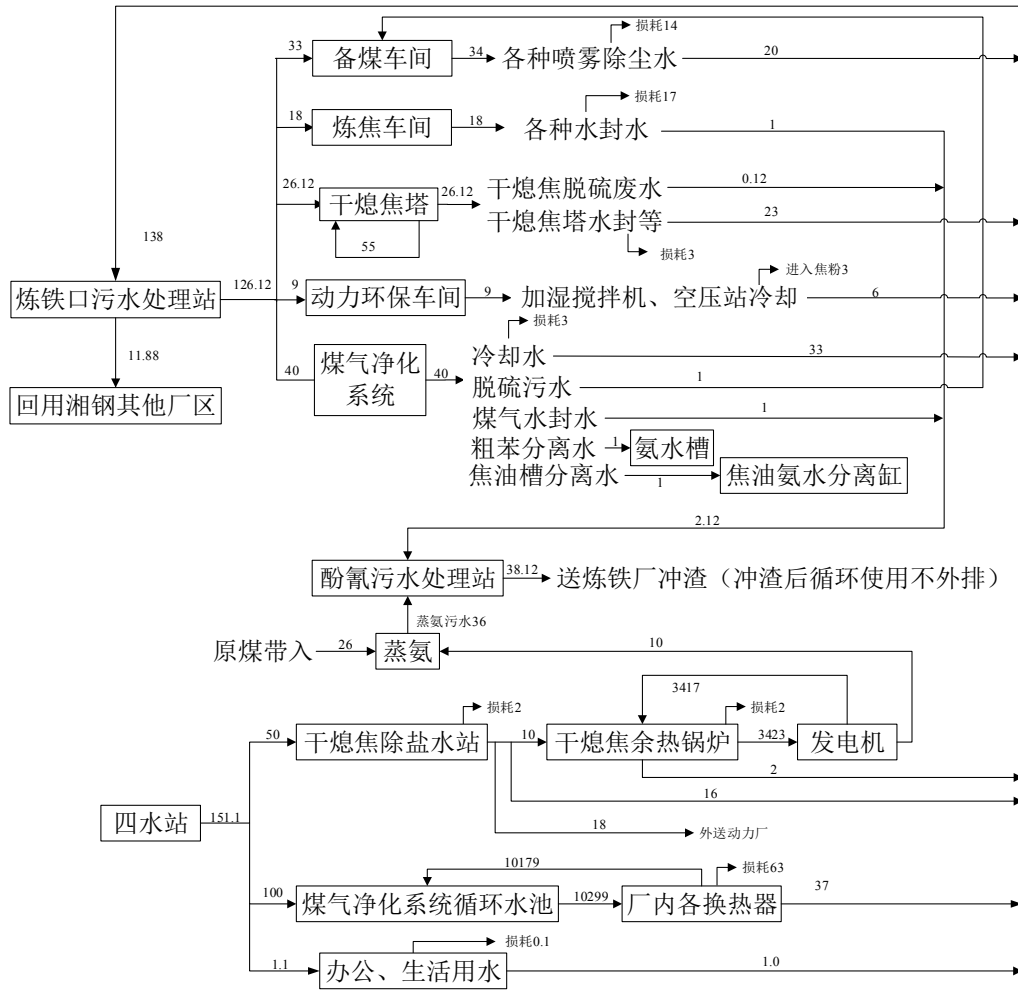 损耗14
33
备煤车间
34
各种喷雾除尘水
20
损耗17
18
炼焦车间
18
各种水封水
1
26.12
干熄焦塔
26.12
干熄焦脱硫废水
0.12
干熄焦塔水封等
23
55
损耗3
138
炼铁口污水处理站
126.12
9
动力环保车间
9
加湿搅拌机、空压站冷却
进入焦粉3
6
损耗3
11.88
回用湘钢其他厂区
40
煤气净化
系统
40
冷却水
33
脱硫污水
1
煤气水封水
1
粗苯分离水
1
氨水槽
焦油槽分离水
1
焦油氨水分离缸
2.12
酚氰污水处理站
38.12
送炼铁厂冲渣（冲渣后循环使用不外排）
蒸氨污水36
原煤带入
26
蒸氨
10
3417
损耗2
损耗2
50
干熄焦除盐水站
10
干熄焦余热锅炉
3423
发电机
2
16
四水站
151.1
18
外送动力厂
10179
损耗63
100
煤气净化系统循环水池
10299
厂内各换热器
37
损耗0.1
1.1
办公、生活用水
1.0